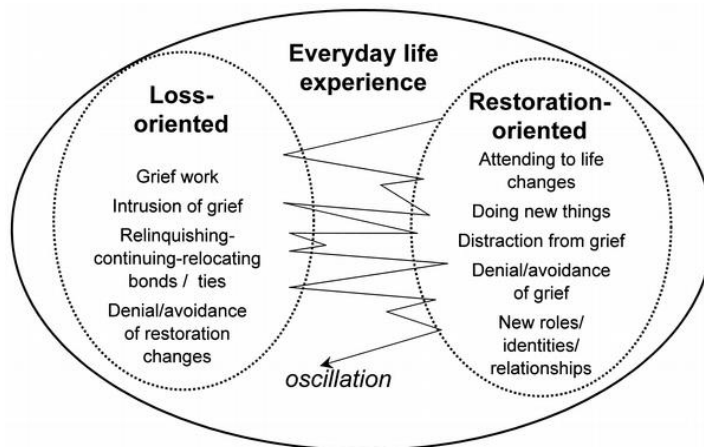 Everyday life
experience
Loss-
oriented
Grief work
Intrusion of grief
Relinquishing-
continuing-relocating
bonds / ties
Denial/avoidance
of restoration
changes
Restoration-
oriented
Attending to life
changes
Doing new things
Distraction from grief
Denial/avoidance
of grief
New roles/
identities/
relationships
oscillation